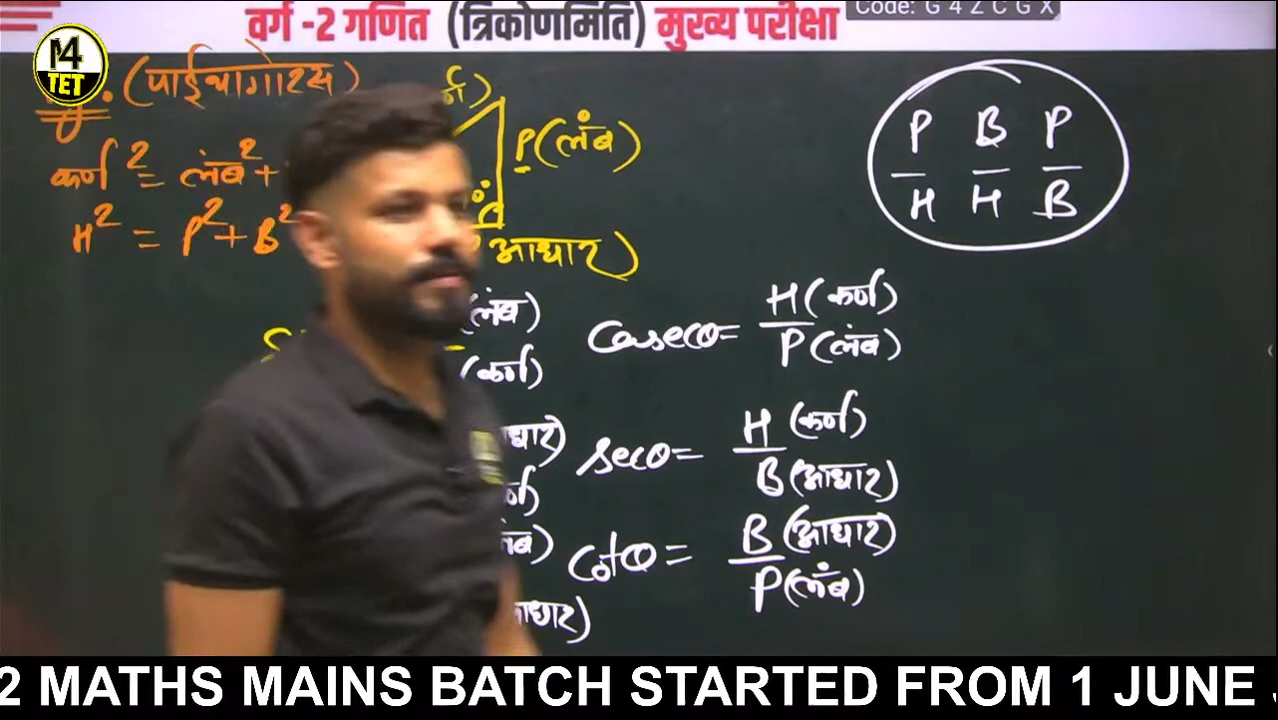 वर्ग -2 गणित (त्रिकोणमिति) मुख्य परीक्षा
Code: G 4 Z C G X
M4
TET
(पाईथागोरस)
कर्ण² = लंब² +
H² = P² + B²
P (लंब)
आधार)
P B P
H H B
(लंब)
(कर्ण)
cosecθ = H (कर्ण)
P (लंब)
secθ = H (कर्ण)
B (आधार)
cotθ = B (आधार)
P (लंब)
2 MATHS MAINS BATCH STARTED FROM 1 JUNE